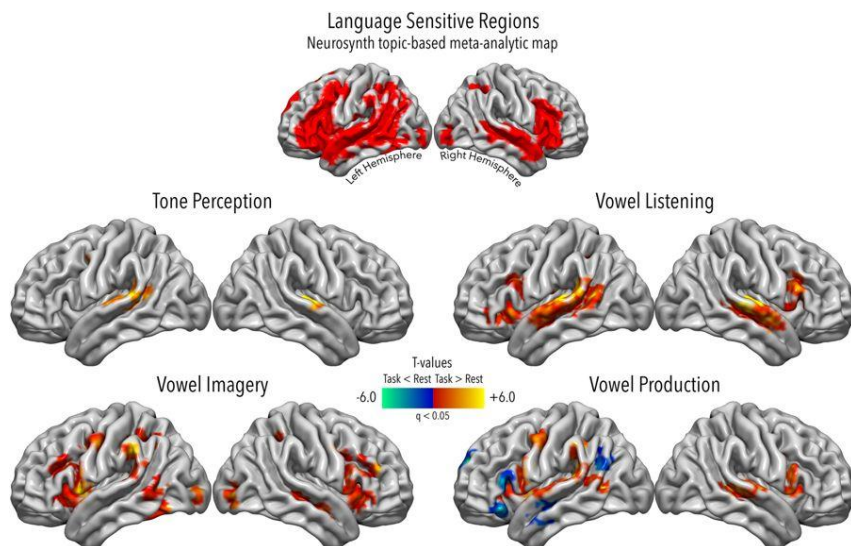 Language Sensitive Regions
Neurosynth topic-based meta-analytic map
Left Hemisphere
Right Hemisphere
Tone Perception
Vowel Listening
Vowel Imagery
T-values
Task < Rest Task > Rest
-6.0
+6.0
q < 0.05
Vowel Production